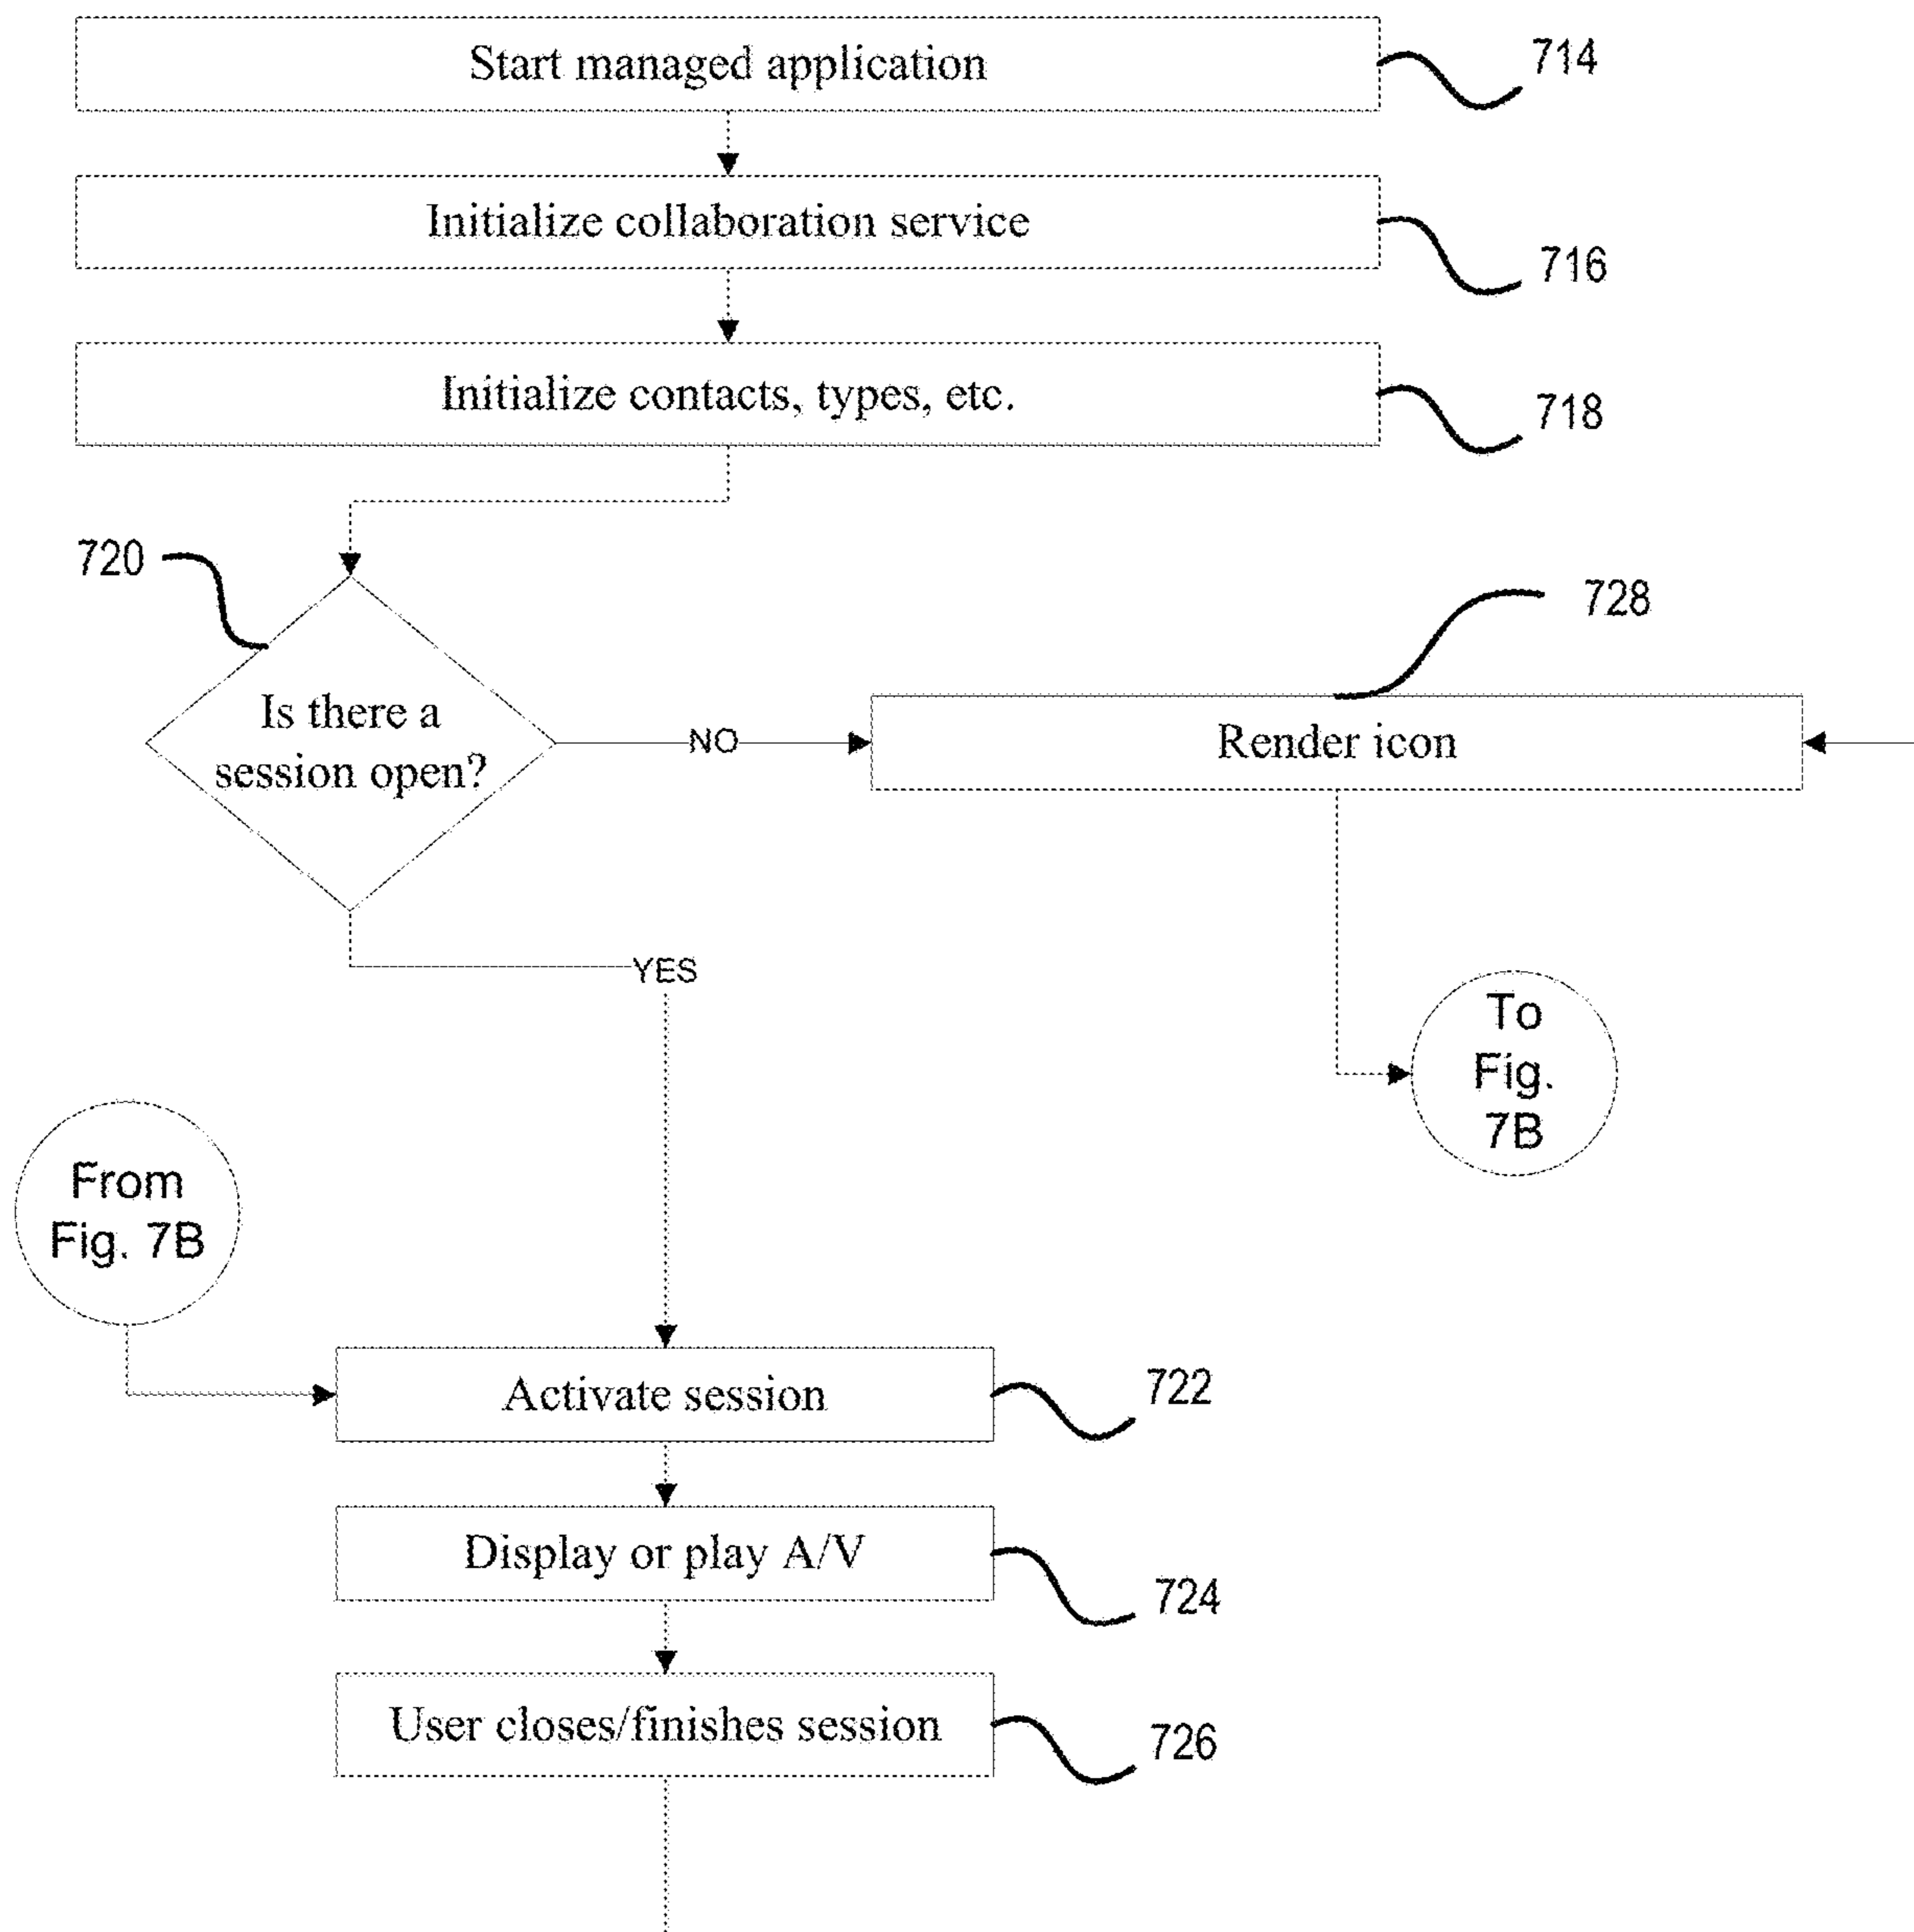 Start managed application
714
Initialize collaboration service
716
Initialize contacts, types, etc.
718
720
728
Is there a
session open?
NO
Render icon
YES
To
Fig.
7B
From
Fig. 7B
Activate session
722
Display or play A/V
724
User closes/finishes session
726